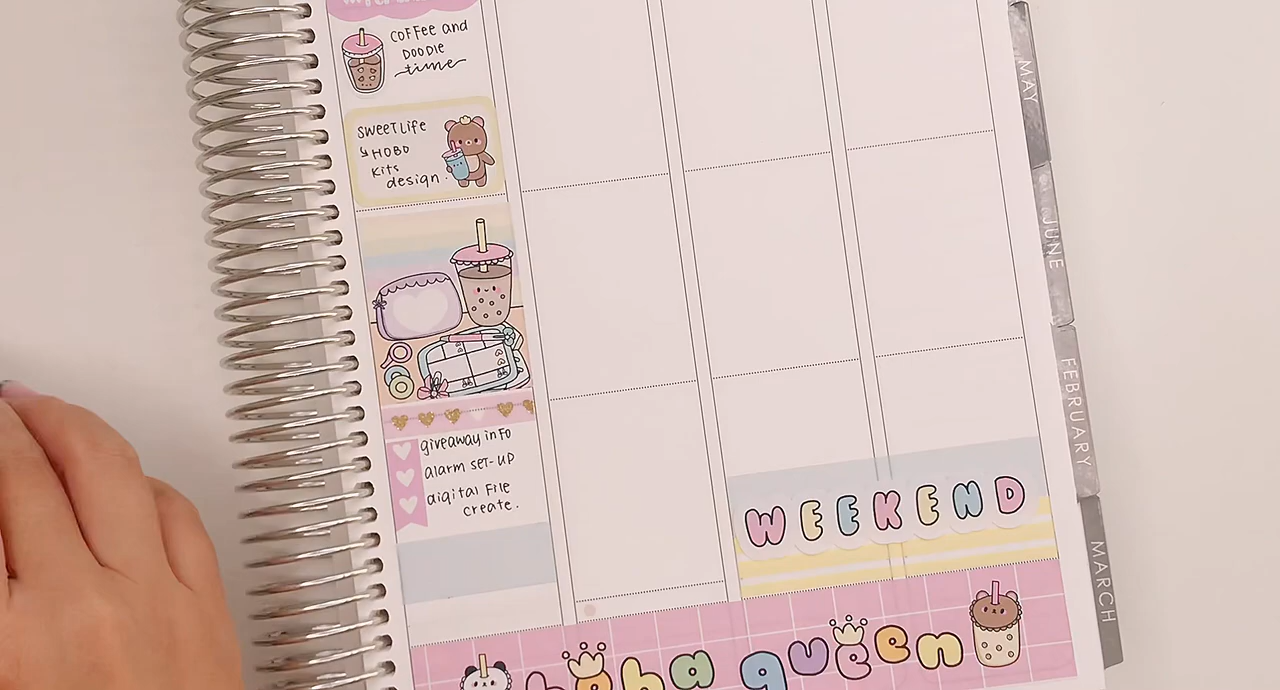 coffee and
doodle
time
sweet life
↳ Hobo
kits
design.
giveaway info
alarm set-up
digital file
create.
WEEKEND
boba queen
MAY
JUNE
FEBRUARY
MARCH